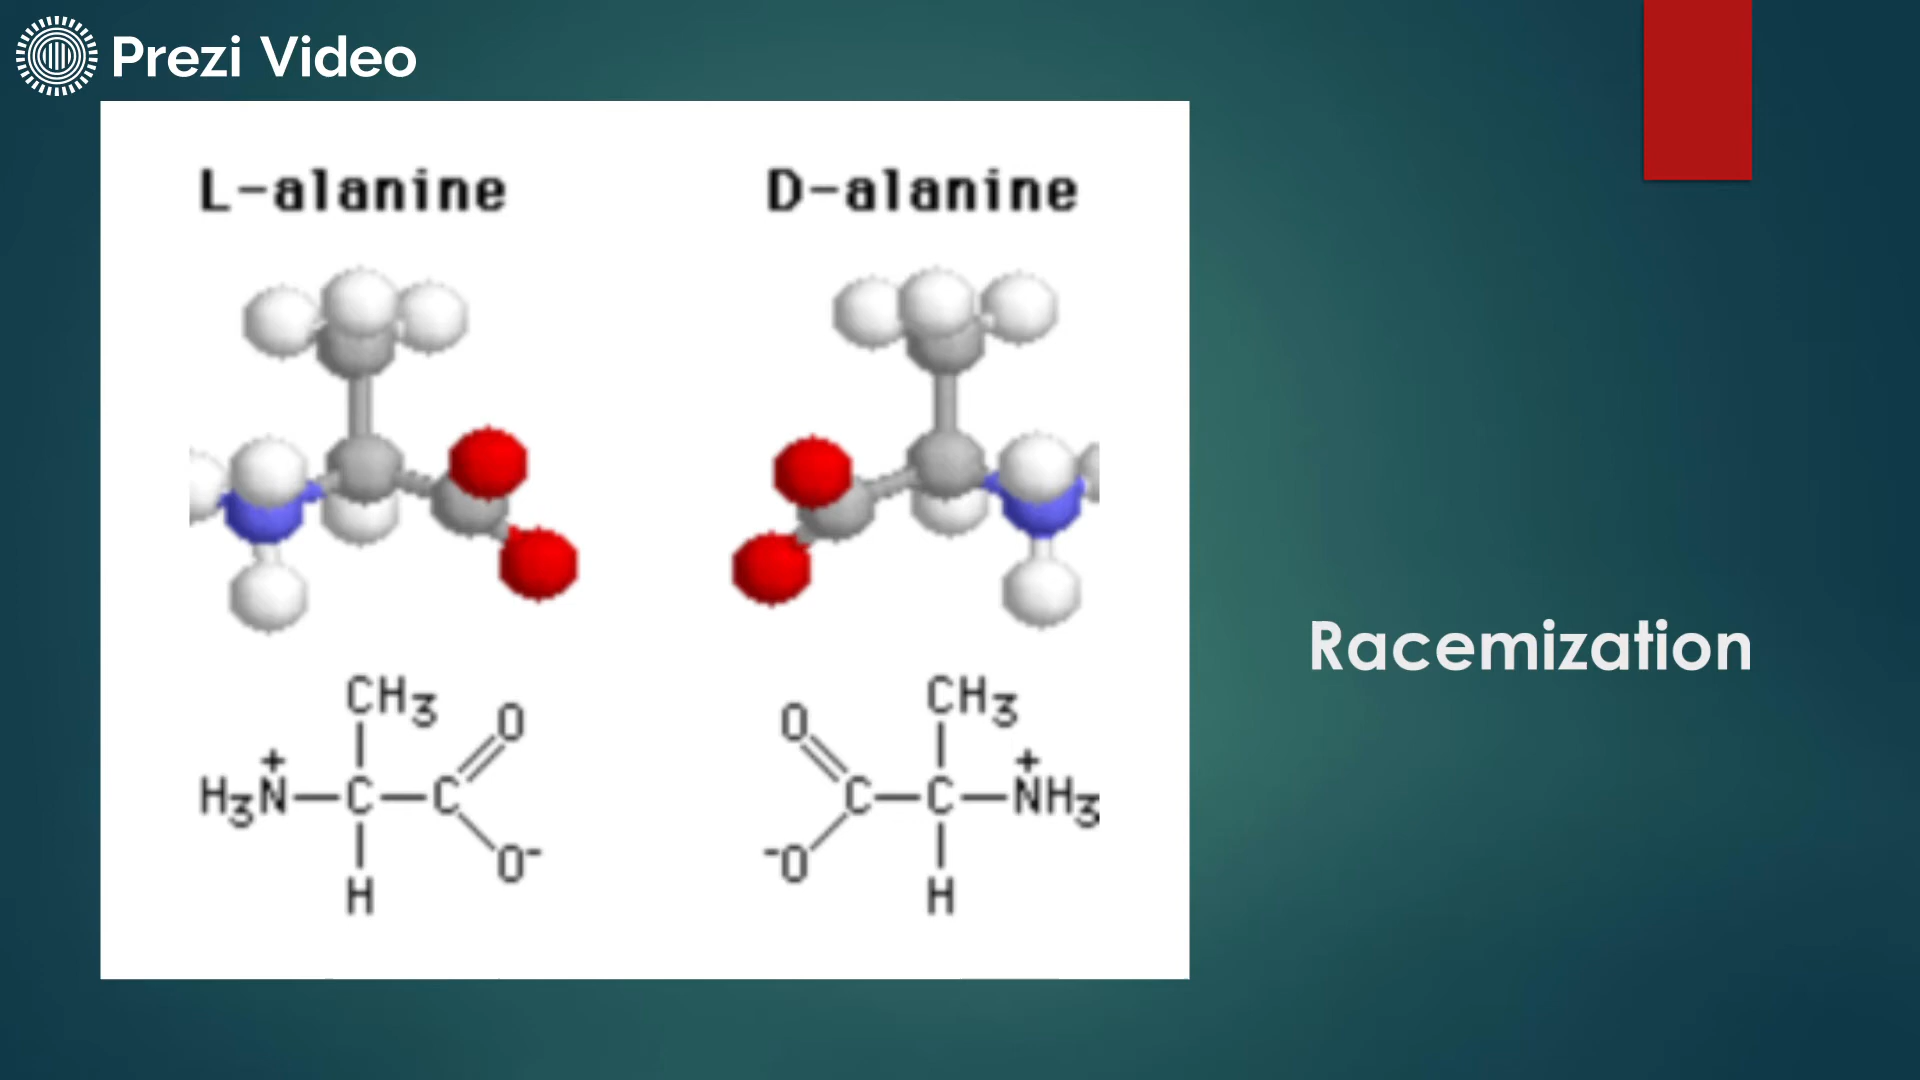 Prezi Video
L-alanine
D-alanine
Racemization
CH3
O
H3N+—C—C
O-
H
CH3
O
C—C—N+H3
-O
H